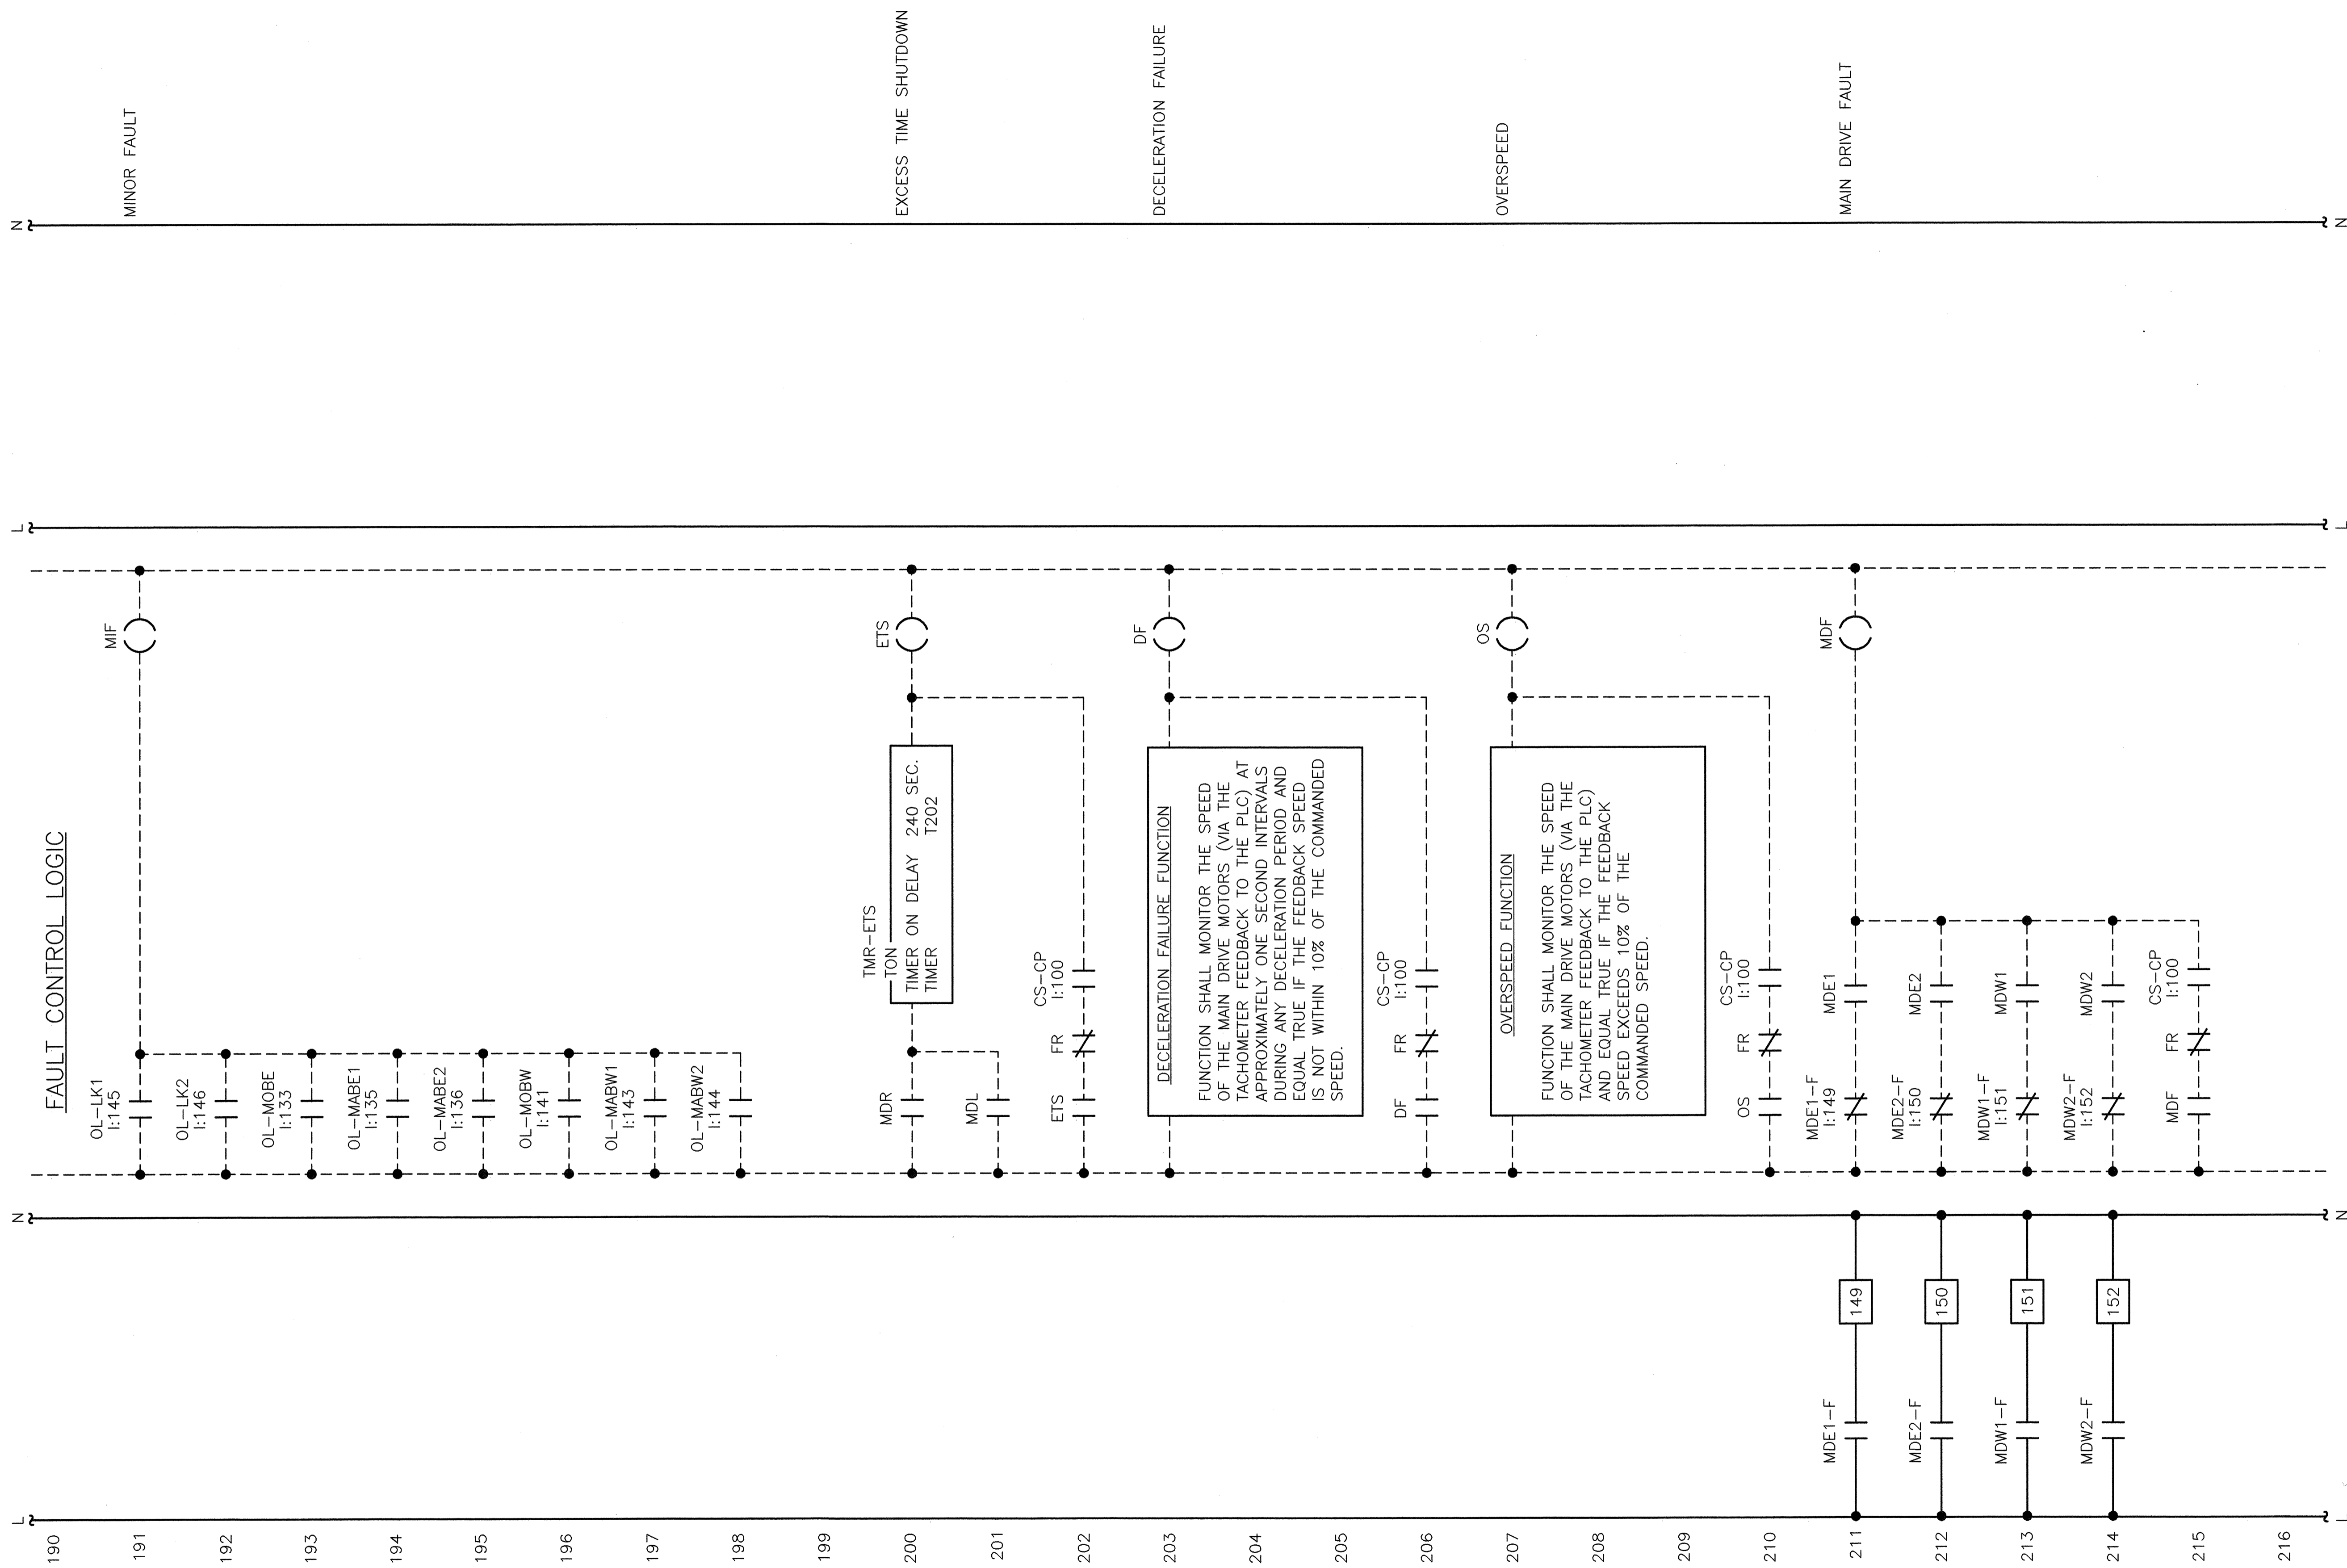 FAULT CONTROL LOGIC
L
N
L
N
190
191
OL-LK1
I:145
MIF
MINOR FAULT
192
OL-LK2
I:146
193
OL-MOBE
I:133
194
OL-MABE1
I:135
195
OL-MABE2
I:136
196
OL-MOBW
I:141
197
OL-MABW1
I:143
198
OL-MABW2
I:144
199
200
MDR
TMR-ETS
TON
TIMER ON DELAY 240 SEC.
TIMER T202
ETS
EXCESS TIME SHUTDOWN
201
MDL
202
ETS
FR
CS-CP
I:100
203
DECELERATION FAILURE FUNCTION
FUNCTION SHALL MONITOR THE SPEED
OF THE MAIN DRIVE MOTORS (VIA THE
TACHOMETER FEEDBACK TO THE PLC) AT
APPROXIMATELY ONE SECOND INTERVALS
DURING ANY DECELERATION PERIOD AND
EQUAL TRUE IF THE FEEDBACK SPEED
IS NOT WITHIN 10% OF THE COMMANDED
SPEED.
DF
DECELERATION FAILURE
204
205
206
DF
FR
CS-CP
I:100
207
OVERSPEED FUNCTION
FUNCTION SHALL MONITOR THE SPEED
OF THE MAIN DRIVE MOTORS (VIA THE
TACHOMETER FEEDBACK TO THE PLC)
AND EQUAL TRUE IF THE FEEDBACK
SPEED EXCEEDS 10% OF THE
COMMANDED SPEED.
OS
OVERSPEED
208
209
210
OS
FR
CS-CP
I:100
211
MDE1-F
149
MDE1-F
I:149
MDE1
MDF
MAIN DRIVE FAULT
212
MDE2-F
150
MDE2-F
I:150
MDE2
213
MDW1-F
151
MDW1-F
I:151
MDW1
214
MDW2-F
152
MDW2-F
I:152
MDW2
215
MDF
FR
CS-CP
I:100
216
L
N
L
N